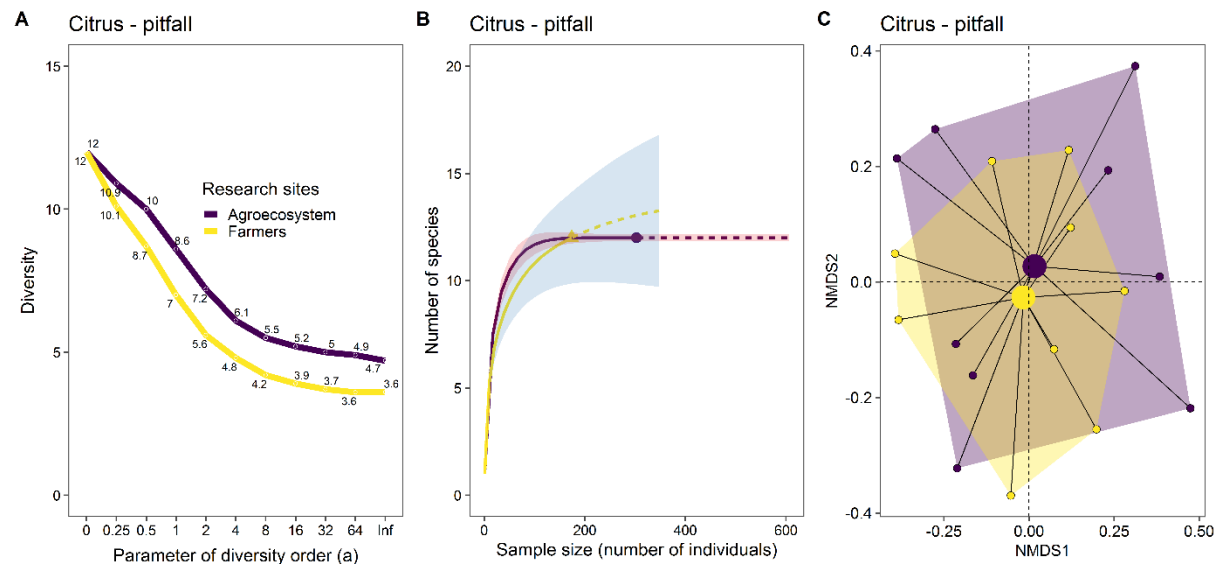 A
Citrus - pitfall
15
10
5
0
Diversity
12
12
10.9
10
10.1
8.7
8.6
7
7.2
5.6
6.1
4.8
5.5
4.2
5.2
3.9
5
3.7
4.9
3.6
4.7
3.6
Research sites
Agroecosystem
Farmers
0 0.25 0.5 1 2 4 8 16 32 64 Inf
Parameter of diversity order (a)
B
Citrus - pitfall
20
15
10
5
0
Number of species
0 200 400 600
Sample size (number of individuals)
C
Citrus - pitfall
0.4
0.2
0.0
-0.2
-0.4
NMDS2
-0.25 0.00 0.25 0.50
NMDS1